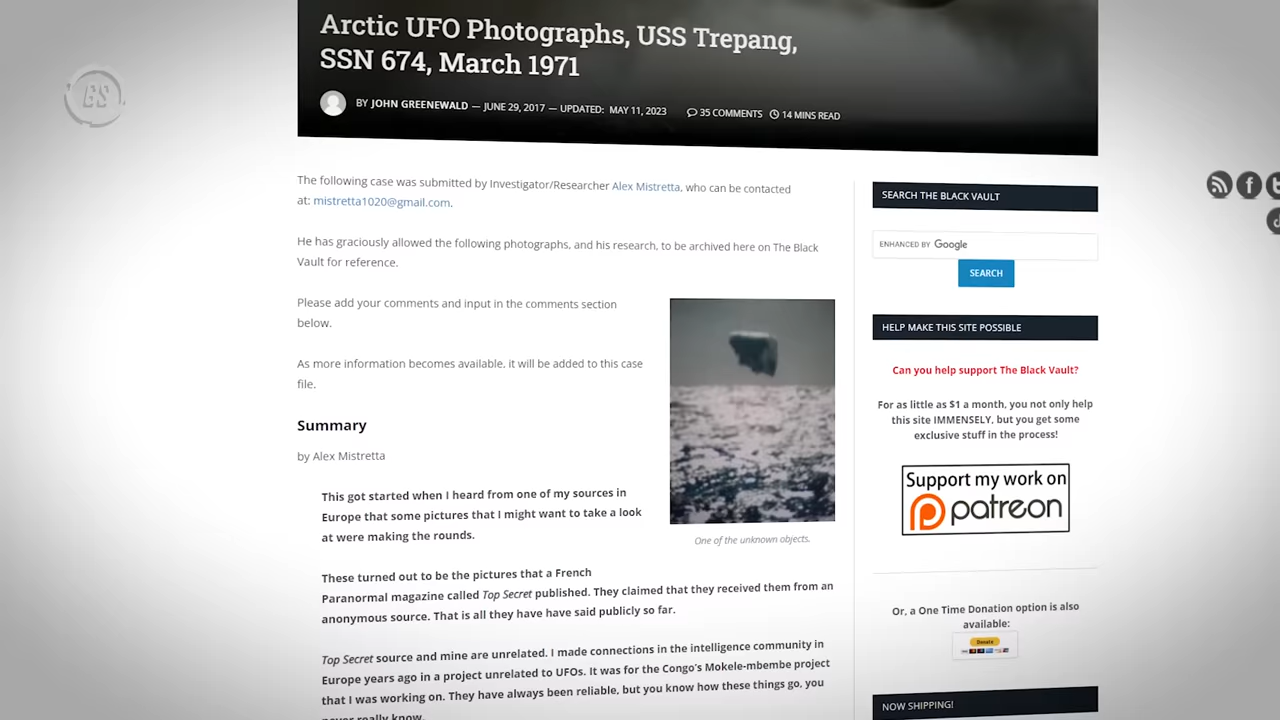 Arctic UFO Photographs, USS Trepang,
SSN 674, March 1971
GS
BY JOHN GREENEWALD — JUNE 29, 2017 — UPDATED: MAY 11, 2023 35 COMMENTS 14 MINS READ
The following case was submitted by Investigator/Researcher Alex Mistretta, who can be contacted
at: mistretta1020@gmail.com.
He has graciously allowed the following photographs, and his research, to be archived here on The Black
Vault for reference.
Please add your comments and input in the comments section
below.
As more information becomes available, it will be added to this case
file.
One of the unknown objects.
Summary
by Alex Mistretta
This got started when I heard from one of my sources in
Europe that some pictures that I might want to take a look
at were making the rounds.
These turned out to be the pictures that a French
Paranormal magazine called Top Secret published. They claimed that they received them from an
anonymous source. That is all they have have said publicly so far.
Top Secret source and mine are unrelated. I made connections in the intelligence community in
Europe years ago in a project unrelated to UFOs. It was for the Congo's Mokele-mbembe project
that I was working on. They have always been reliable, but you know how these things go, you
never really know.
SEARCH THE BLACK VAULT
ENHANCED BY Google
SEARCH
HELP MAKE THIS SITE POSSIBLE
Can you help support The Black Vault?
For as little as $1 a month, you not only help
this site IMMENSELY, but you get some
exclusive stuff in the process!
Support my work on
patreon
Or, a One Time Donation option is also
available:
Donate
NOW SHIPPING!